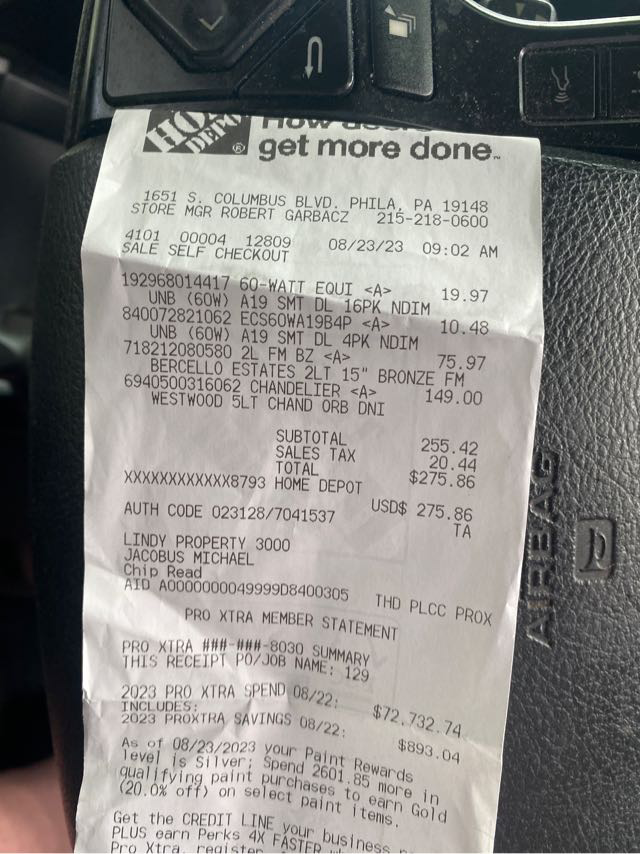 get more done.
1651 S. COLUMBUS BLVD. PHILA, PA 19148
STORE MGR ROBERT GARBACZ 215-218-0600
4101 00004 12809 08/23/23 09:02 AM
SALE SELF CHECKOUT
192968014417 60-WATT EQUI <A> 19.97
UNB (60W) A19 SMT DL 16PK NDIM
840072821062 ECS60WA19B4P <A> 10.48
UNB (60W) A19 SMT DL 4PK NDIM
718212080580 2L FM BZ <A> 75.97
BERCELLO ESTATES 2LT 15" BRONZE FM
6940500316062 CHANDELIER <A> 149.00
WESTWOOD 5LT CHAND ORB DNI
SUBTOTAL 255.42
SALES TAX 20.44
TOTAL $275.86
XXXXXXXXXXXX8793 HOME DEPOT
USD$ 275.86
AUTH CODE 023128/7041537 TA
LINDY PROPERTY 3000
JACOBUS MICHAEL
Chip Read
AID A0000000049999D8400305 THD PLCC PROX
PRO XTRA MEMBER STATEMENT
PRO XTRA ###-###-8030 SUMMARY
THIS RECEIPT PO/JOB NAME: 129
2023 PRO XTRA SPEND 08/22: $72,732.74
INCLUDES:
2023 PROXTRA SAVINGS 08/22: $893.04
As of 08/23/2023 your Paint Rewards
level is Silver; Spend 2601.85 more in
qualifying paint purchases to earn Gold
(20.0% off) on select paint items.
Get the CREDIT LINE your business
PLUS earn Perks 4X FASTER
Pro Xtra, register
AIRBAG